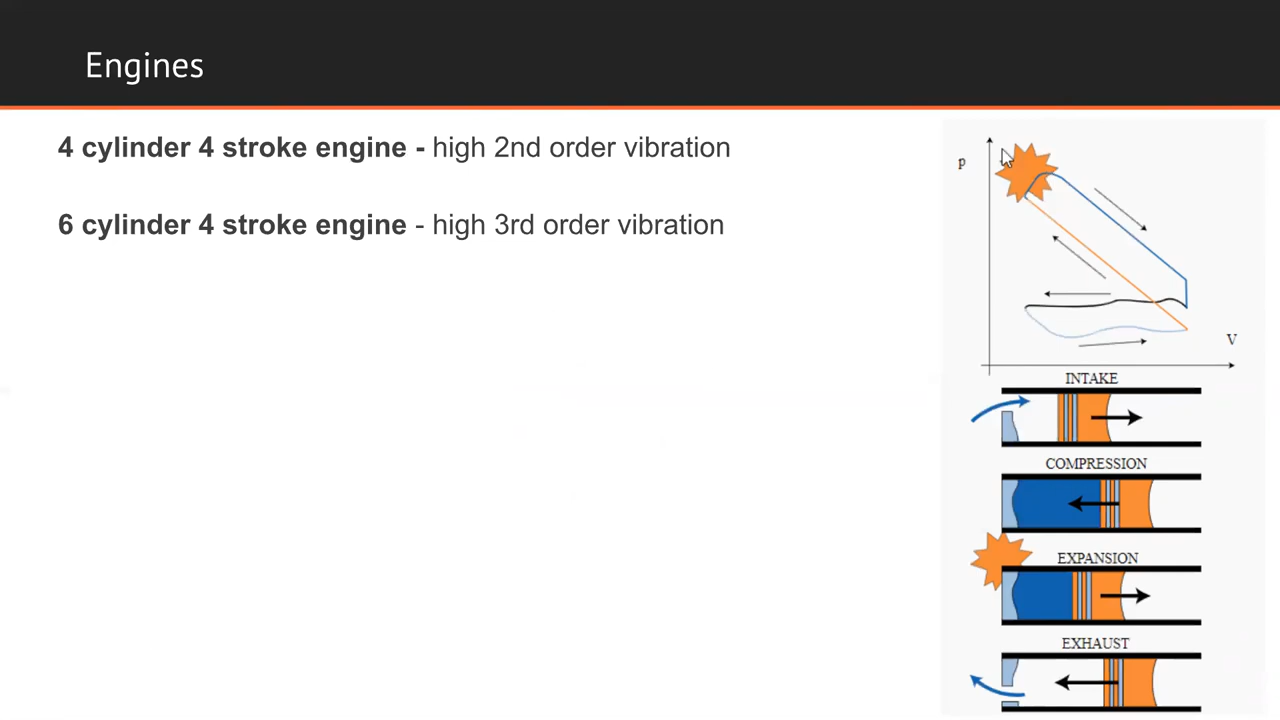 Engines
4 cylinder 4 stroke engine - high 2nd order vibration
6 cylinder 4 stroke engine - high 3rd order vibration
p
V
INTAKE
COMPRESSION
EXPANSION
EXHAUST